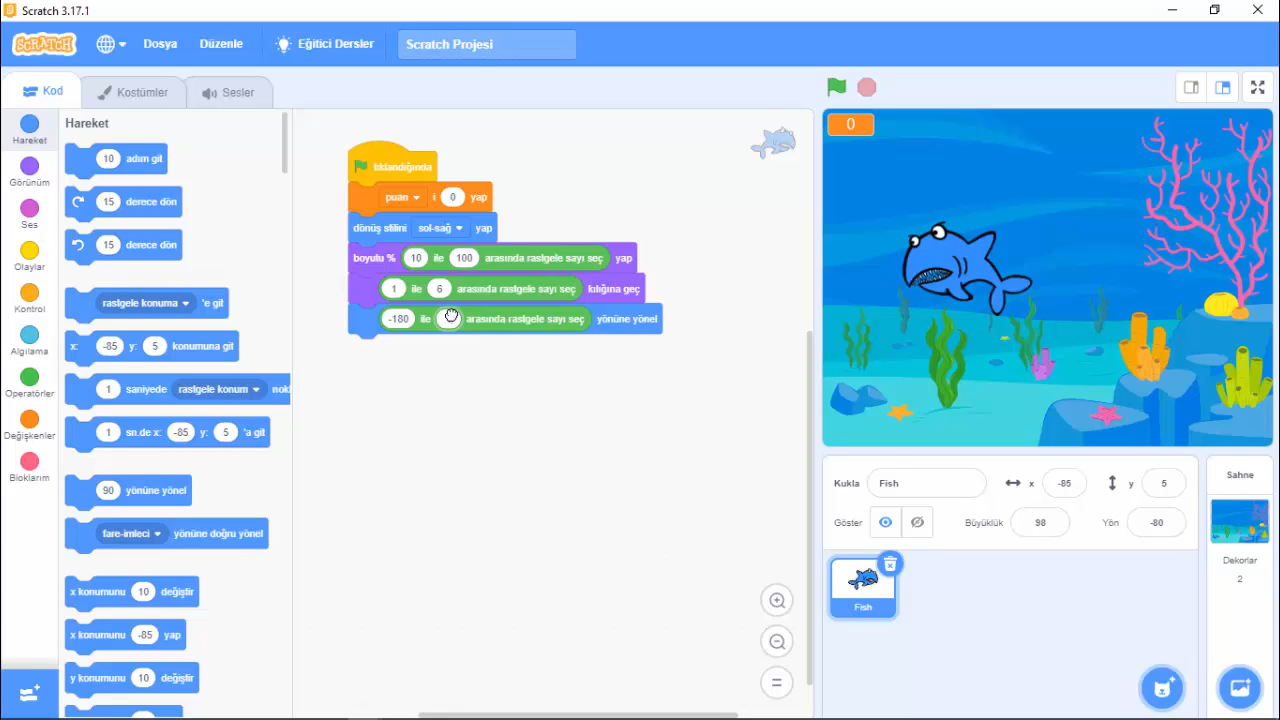 Scratch 3.17.1
SCRATCH
Dosya
Düzenle
Eğitici Dersler
Scratch Projesi
Kod
Kostümler
Sesler
Hareket
Görünüm
Ses
Olaylar
Kontrol
Algılama
Operatörler
Değişkenler
Bloklarım
Hareket
10 adım git
15 derece dön
15 derece dön
rastgele konuma 'e git
x: -85 y: 5 konumuna git
1 saniyede rastgele konum nok
1 sn.de x: -85 y: 5 'a git
90 yönüne yönel
fare-imleci yönüne doğru yönel
x konumunu 10 değiştir
x konumunu -85 yap
y konumunu 10 değiştir
tıklandığında
puan i 0 yap
dönüş stilini sol-sağ yap
boyulu % 10 ile 100 arasında rastgele sayı seç yap
1 ile 6 arasında rastgele sayı seç kılığına geç
-180 ile arasında rastgele sayı seç yönüne yönel
0
Kukla Fish x -85 y 5
Göster Büyüklük 98 Yön -80
Fish
Sahne
Dekorlar
2